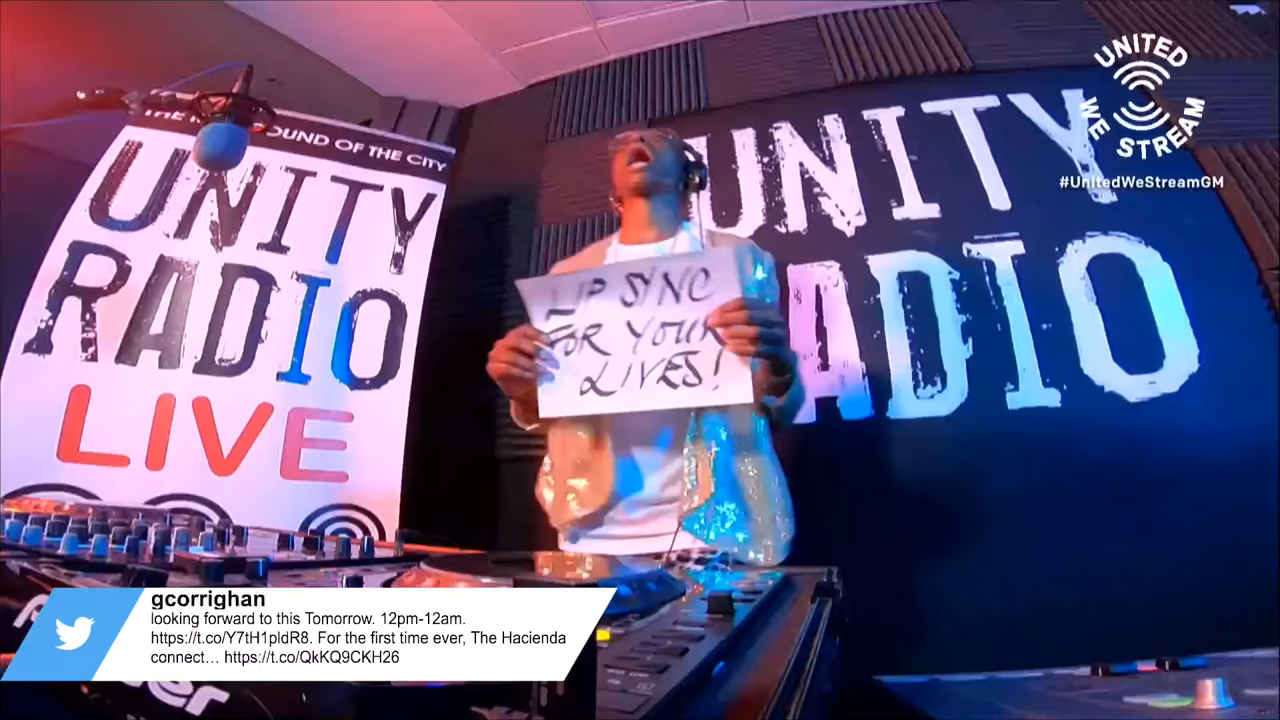 UNITED
WE STREAM
#UnitedWeStreamGM
SOUND OF THE CITY
UNITY
RADIO
LIVE
UNITY
RADIO
LIP SYNC
FOR YOUR
LIVES!
gcorrighan
looking forward to this Tomorrow. 12pm-12am.
https://t.co/Y7tH1pldR8. For the first time ever, The Hacienda
connect… https://t.co/QkKQ9CKH26